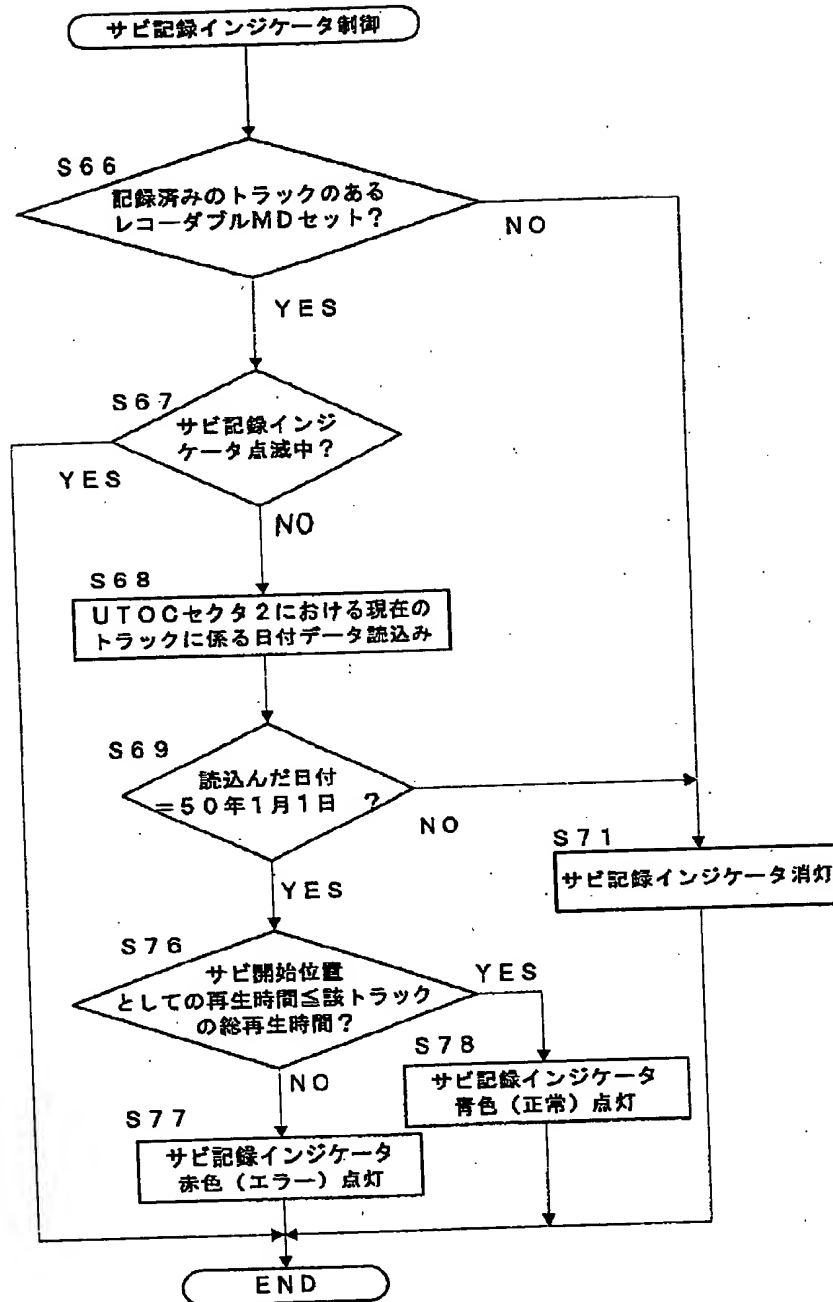 サビ記録インジケータ制御
S66
記録済みのトラックのある
レコーダブルMDセット?
NO
YES
S67
サビ記録インジ
ケータ点滅中?
YES
NO
S68
UTOCセクタ2における現在の
トラックに係る日付データ読込み
S69
読込んだ日付
=50年1月1日 ?
NO
S71
サビ記録インジケータ消灯
YES
S76
サビ開始位置
としての再生時間≦該トラック
の総再生時間?
YES
S78
サビ記録インジケータ
青色(正常)点灯
NO
S77
サビ記録インジケータ
赤色(エラー)点灯
END